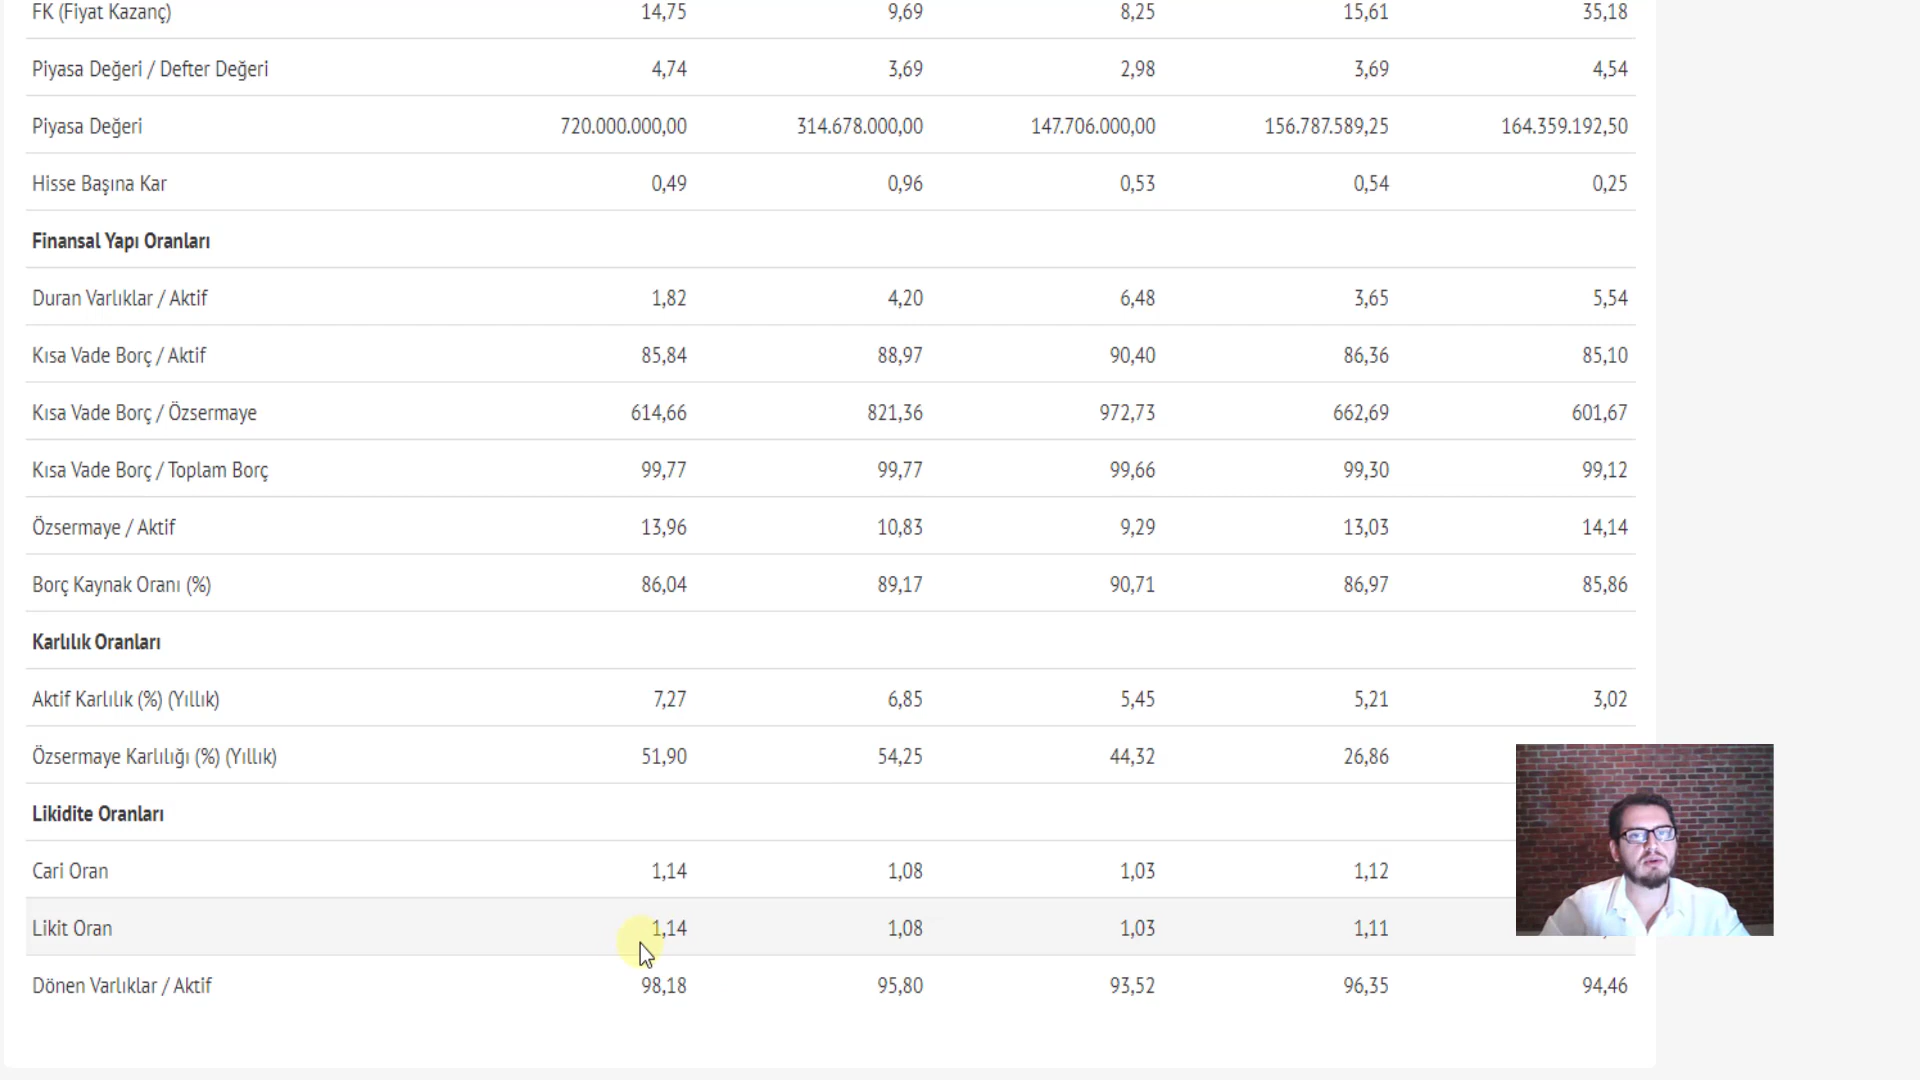 FK (Fiyat Kazanç) 14,75 9,69 8,25 15,61 35,18
Piyasa Değeri / Defter Değeri 4,74 3,69 2,98 3,69 4,54
Piyasa Değeri 720.000.000,00 314.678.000,00 147.706.000,00 156.787.589,25 164.359.192,50
Hisse Başına Kar 0,49 0,96 0,53 0,54 0,25
Finansal Yapı Oranları
Duran Varlıklar / Aktif 1,82 4,20 6,48 3,65 5,54
Kısa Vade Borç / Aktif 85,84 88,97 90,40 86,36 85,10
Kısa Vade Borç / Özsermaye 614,66 821,36 972,73 662,69 601,67
Kısa Vade Borç / Toplam Borç 99,77 99,77 99,66 99,30 99,12
Özsermaye / Aktif 13,96 10,83 9,29 13,03 14,14
Borç Kaynak Oranı (%) 86,04 89,17 90,71 86,97 85,86
Karlılık Oranları
Aktif Karlılık (%) (Yıllık) 7,27 6,85 5,45 5,21 3,02
Özsermaye Karlılığı (%) (Yıllık) 51,90 54,25 44,32 26,86
Likidite Oranları
Cari Oran 1,14 1,08 1,03 1,12
Likit Oran 1,14 1,08 1,03 1,11
Dönen Varlıklar / Aktif 98,18 95,80 93,52 96,35 94,46